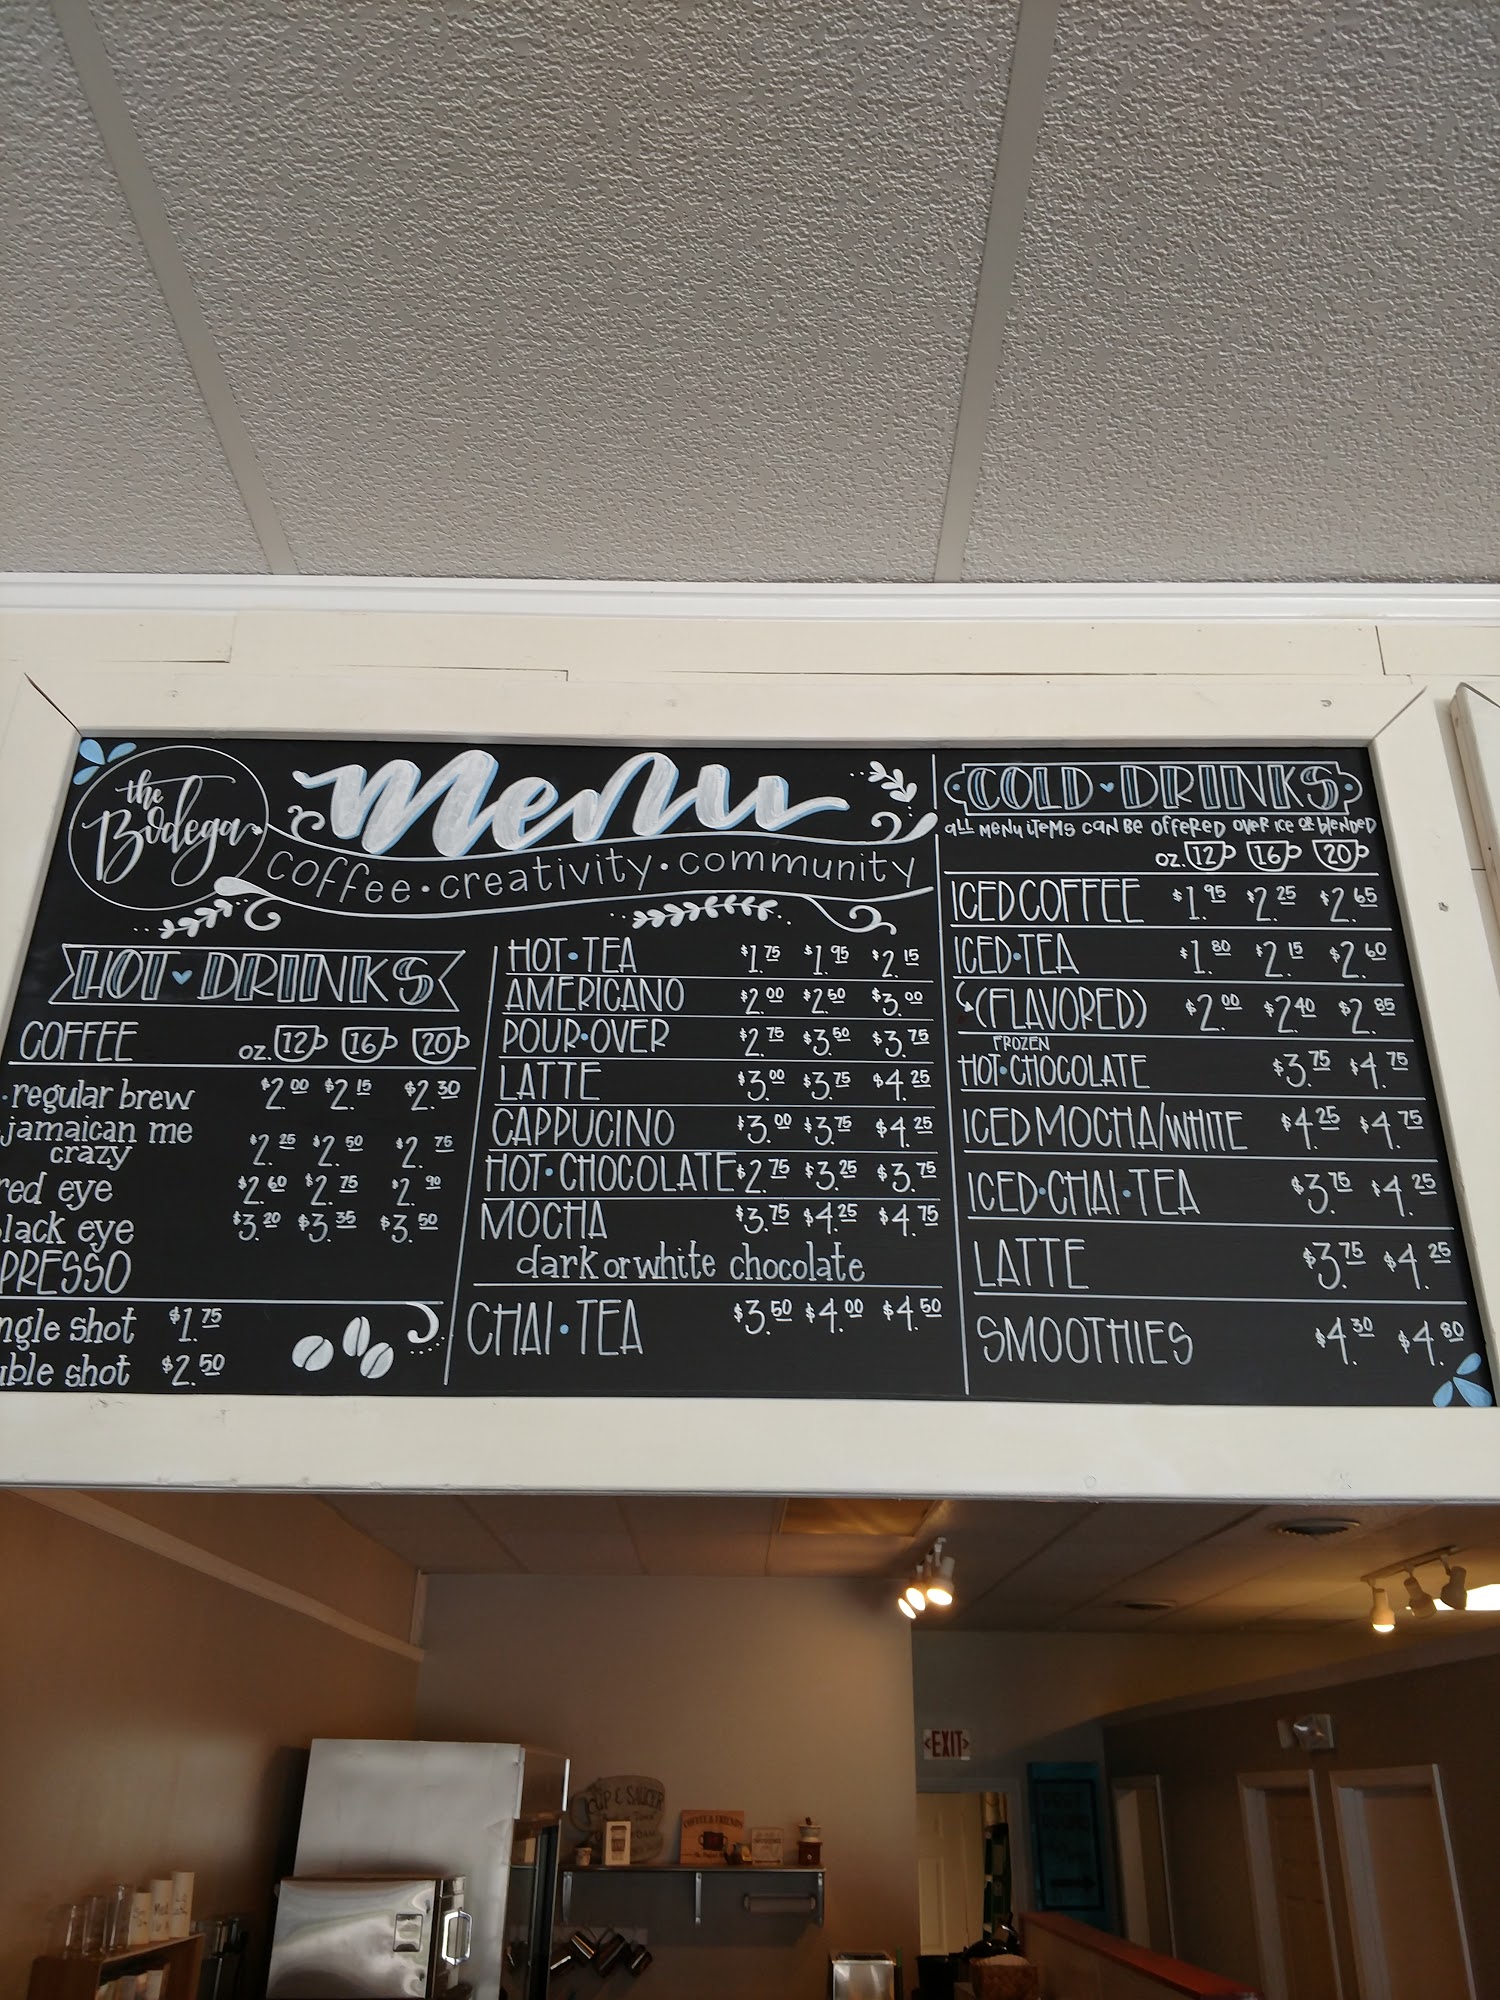 the
Bodega
menu
coffee • creativity • community
HOT DRINKS
COFFEE oz. 12 16 20
regular brew $2.00 $2.15 $2.30
jamaican me
crazy $2.25 $2.50 $2.75
red eye $2.60 $2.75 $2.90
lack eye $3.20 $3.35 $3.50
PRESSO
ngle shot $1.75
uble shot $2.50
HOT • TEA $1.75 $1.95 $2.15
AMERICANO $2.00 $2.50 $3.00
POUR • OVER $2.75 $3.50 $3.75
LATTE $3.00 $3.75 $4.25
CAPPUCINO $3.00 $3.75 $4.25
HOT • CHOCOLATE $2.75 $3.25 $3.75
MOCHA $3.75 $4.25 $4.75
dark or white chocolate
CHAI • TEA $3.50 $4.00 $4.50
COLD DRINKS
all menu items can be offered over ice or blended
oz. 12 16 20
ICED COFFEE $1.95 $2.25 $2.65
ICED • TEA $1.80 $2.15 $2.60
(FLAVORED) $2.00 $2.40 $2.85
FROZEN
HOT • CHOCOLATE $3.75 $4.75
ICED MOCHA/WHITE $4.25 $4.75
ICED • CHAI • TEA $3.75 $4.25
LATTE $3.75 $4.25
SMOOTHIES $4.30 $4.80
EXIT
CUP & SAUCER
COFFEE & FRIENDS